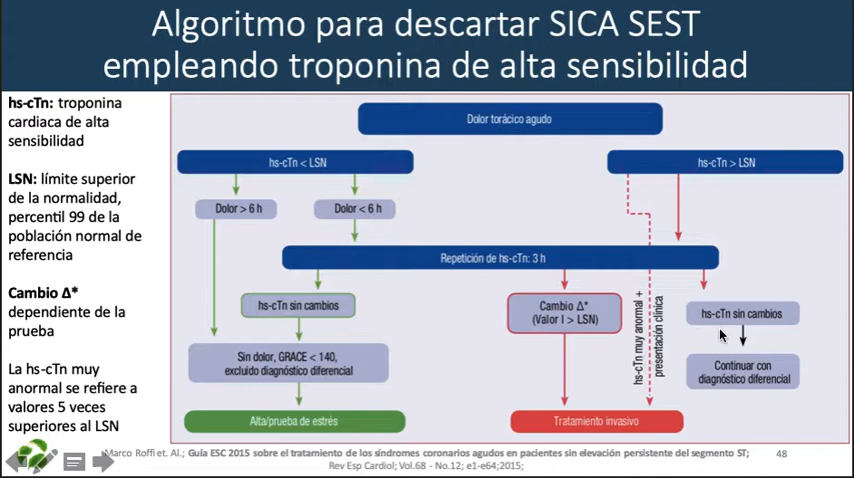 Algoritmo para descartar SICA SEST
empleando troponina de alta sensibilidad
hs-cTn: troponina
cardiaca de alta
sensibilidad
LSN: límite superior
de la normalidad,
percentil 99 de la
población normal de
referencia
Cambio Δ*
dependiente de la
prueba
La hs-cTn muy
anormal se refiere a
valores 5 veces
superiores al LSN
Dolor torácico agudo
hs-cTn < LSN
hs-cTn > LSN
Dolor > 6 h
Dolor < 6 h
Repetición de hs-cTn: 3 h
hs-cTn sin cambios
Cambio Δ*
(Valor I > LSN)
hs-cTn muy anormal +
presentación clínica
hs-cTn sin cambios
Sin dolor, GRACE < 140,
excluido diagnóstico diferencial
Continuar con
diagnóstico diferencial
Alta/prueba de estrés
Tratamiento invasivo
Marco Roffi et. Al.; Guía ESC 2015 sobre el tratamiento de los síndromes coronarios agudos en pacientes sin elevación persistente del segmento ST;
Rev Esp Cardiol; Vol.68 - No.12; e1-e64;2015;
48